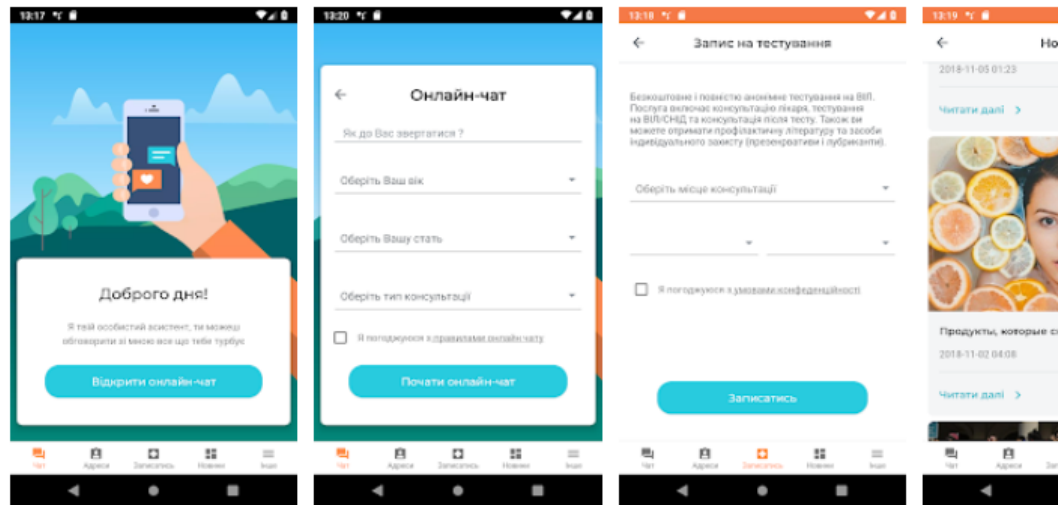 13:17
Доброго дня!
Я твій особистий асистент, ти можеш
обговорити зі мною все що тебе турбує
Відкрити онлайн-чат
Чат Адреси Записатись Новини Інше
13:20
Онлайн-чат
Як до Вас звертатися ?
Оберіть Ваш вік
Оберіть Вашу стать
Оберіть тип консультації
Я погоджуюся з правилами онлайн чату
Почати онлайн-чат
Чат Адреси Записатись Новини Інше
13:18
Запис на тестування
Безкоштовне і повністю анонімне тестування на ВІЛ.
Послуга включає консультацію лікаря, тестування
на ВІЛ/СНІД та консультація після тесту. Також ви
можете отримати профілактичну літературу та засоби
індивідуального захисту (презервативи і лубриканти).
Оберіть місце консультації
Я погоджуюся з умовами конфеденційності
Записатись
Чат Адреси Записатись Новини Інше
13:19
Но
2018-11-05 01:23
Читати далі
Продукты, которые с
2018-11-02 04:08
Читати далі
Чат Адреси Зап